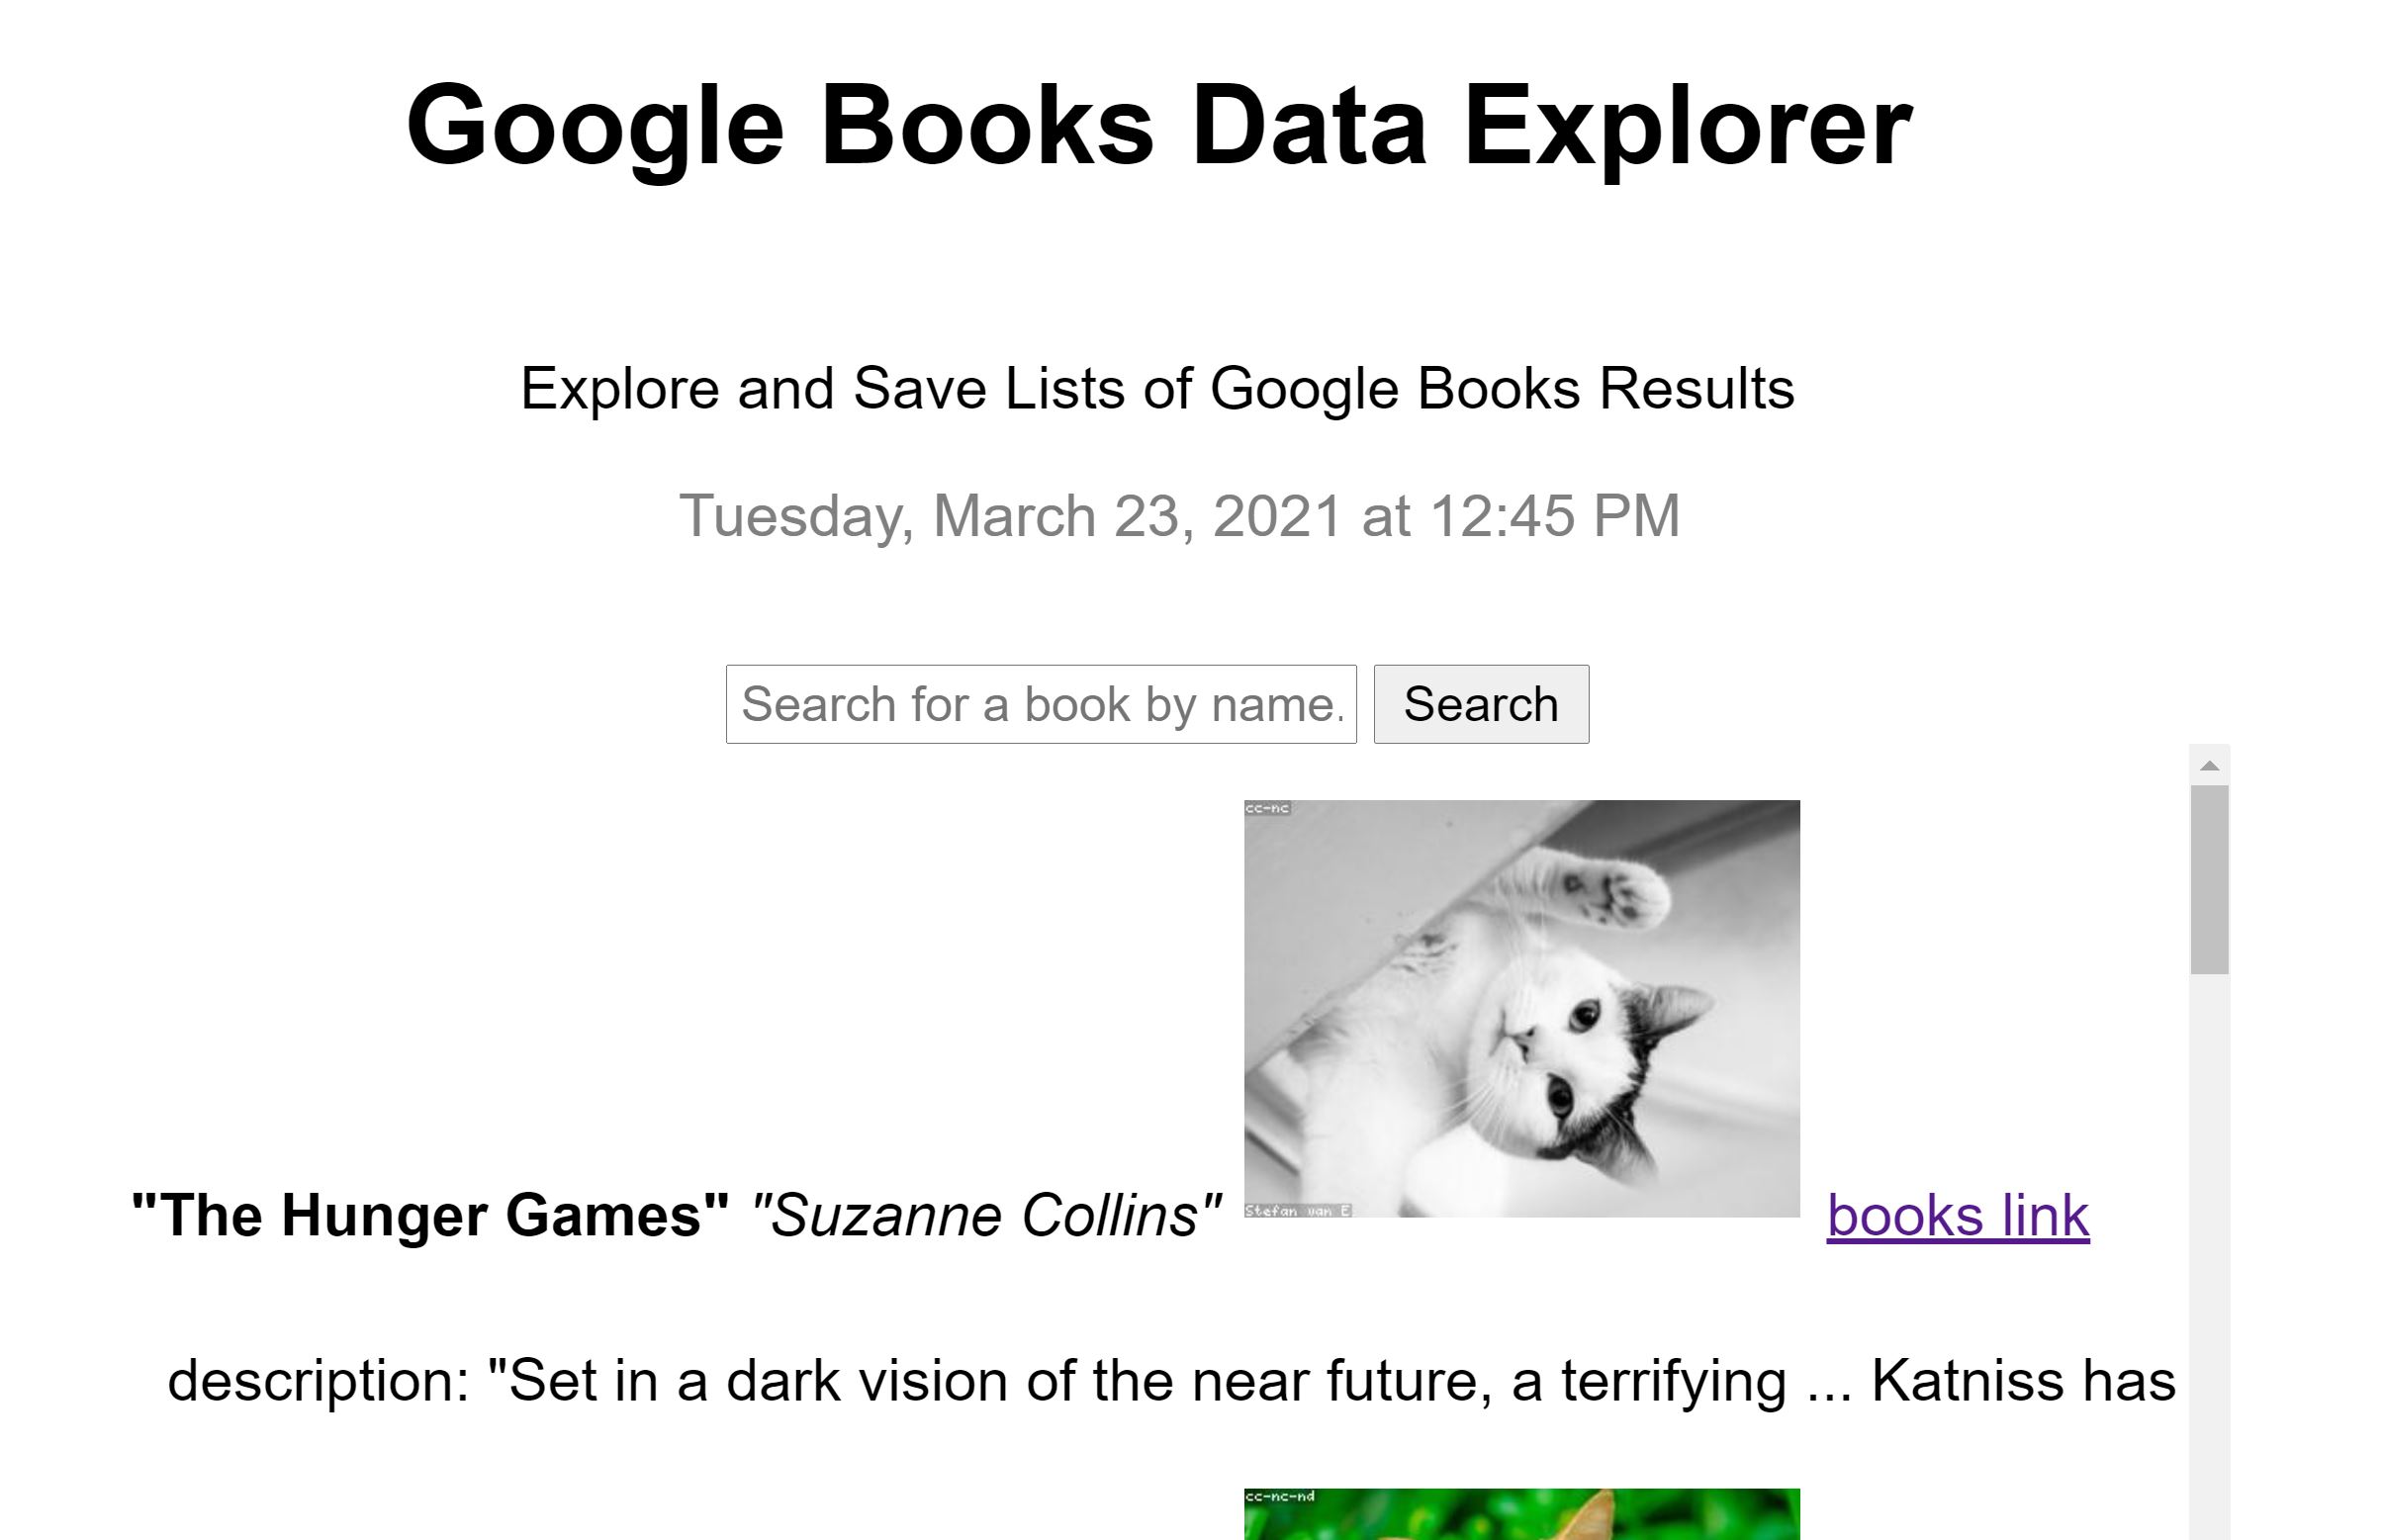 Google Books Data Explorer
Explore and Save Lists of Google Books Results
Tuesday, March 23, 2021 at 12:45 PM
Search for a book by name.
Search
cc-nc
Stefan van E
"The Hunger Games" "Suzanne Collins" books link
description: "Set in a dark vision of the near future, a terrifying ... Katniss has
cc-nc-nd